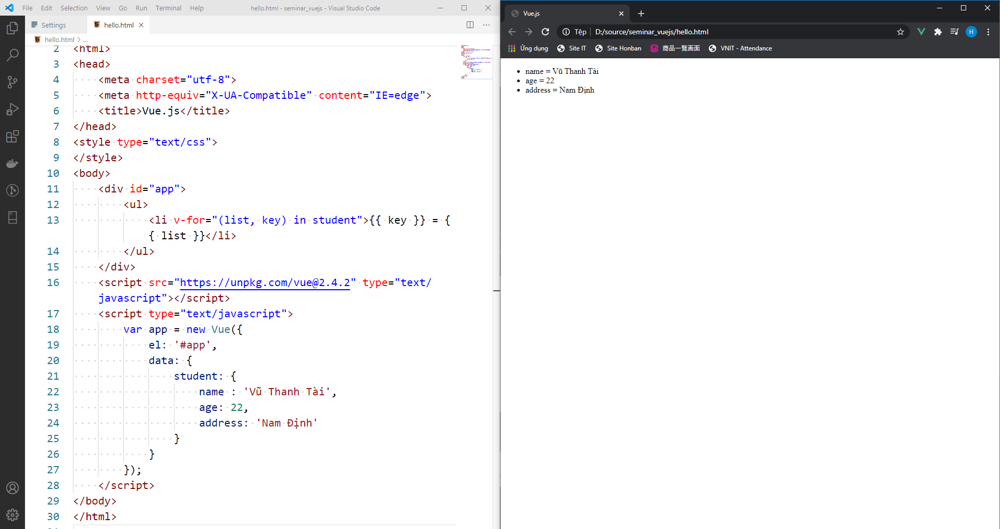 File Edit Selection View Go Run Terminal Help hello.html - seminar_vuejs - Visual Studio Code
Settings hello.html
hello.html > ...
2 <html>
3 <head>
4 <meta charset="utf-8">
5 <meta http-equiv="X-UA-Compatible" content="IE=edge">
6 <title>Vue.js</title>
7 </head>
8 <style type="text/css">
9 </style>
10 <body>
11 <div id="app">
12 <ul>
13 <li v-for="(list, key) in student">{{ key }} = {
{ list }}</li>
14 </ul>
15 </div>
16 <script src="https://unpkg.com/vue@2.4.2" type="text/
javascript"></script>
17 <script type="text/javascript">
18 var app = new Vue({
19 el: '#app',
20 data: {
21 student: {
22 name : 'Vũ Thanh Tài',
23 age: 22,
24 address: 'Nam Định'
25 }
26 }
27 });
28 </script>
29 </body>
30 </html>
Vue.js
Tệp D:/source/seminar_vuejs/hello.html H
Ứng dụng Site IT Site Honban 商品一覧画面 VNIT - Attendance
• name = Vũ Thanh Tài
• age = 22
• address = Nam Định